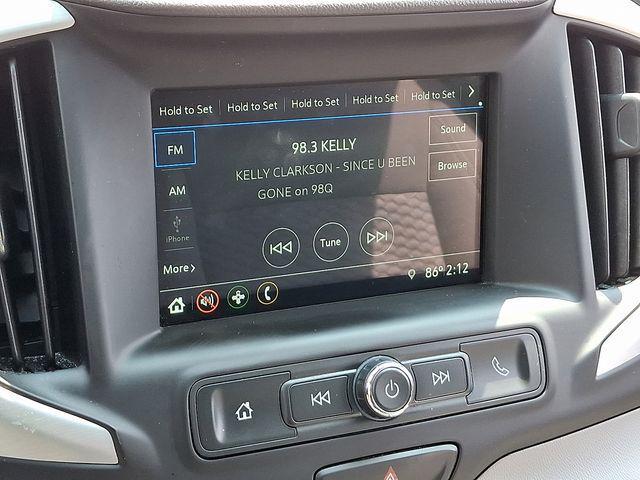 Hold to Set Hold to Set Hold to Set Hold to Set Hold to Set
FM
98.3 KELLY
Sound
KELLY CLARKSON - SINCE U BEEN
GONE on 98Q
Browse
AM
iPhone
Tune
More
86° 2:12